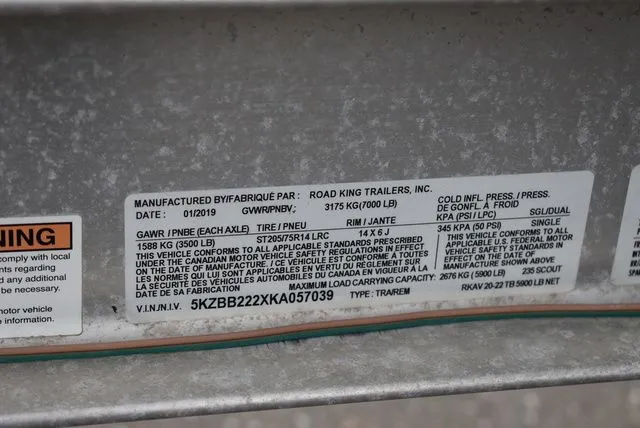 MANUFACTURED BY/FABRIQUÉ PAR : ROAD KING TRAILERS, INC.
DATE : 01/2019 GVWR/PNBV: 3175 KG(7000 LB)
COLD INFL. PRESS. / PRESS.
DE GONFL. À FROID
KPA (PSI / LPC) SGL/DUAL
GAWR / PNBE (EACH AXLE) TIRE / PNEU RIM / JANTE
1588 KG (3500 LB) ST205/75R14 LRC 14 X 6 J 345 KPA (50 PSI) SINGLE
THIS VEHICLE CONFORMS TO ALL APPLICABLE STANDARDS PRESCRIBED
UNDER THE CANADIAN MOTOR VEHICLE SAFETY REGULATIONS IN EFFECT
ON THE DATE OF MANUFACTURE. / CE VÉHICULE EST CONFORME À TOUTES
LES NORMES QUI LUI SONT APPLICABLES EN VERTU DU RÈGLEMENT SUR
LA SÉCURITÉ DES VÉHICULES AUTOMOBILES DU CANADA EN VIGUEUR À LA
DATE DE SA FABRICATION
THIS VEHICLE CONFORMS TO ALL
APPLICABLE U.S. FEDERAL MOTOR
VEHICLE SAFETY STANDARDS IN
EFFECT ON THE DATE OF
MANUFACTURE SHOWN ABOVE
MAXIMUM LOAD CARRYING CAPACITY: 2676 KG (5900 LB) 235 SCOUT
V.I.N./N.I.V. 5KZBB222XKA057039 TYPE : TRA/REM RKAV 20-22 TB 5900 LB NET
NING
comply with local
nts regarding
d any additional
be necessary.
motor vehicle